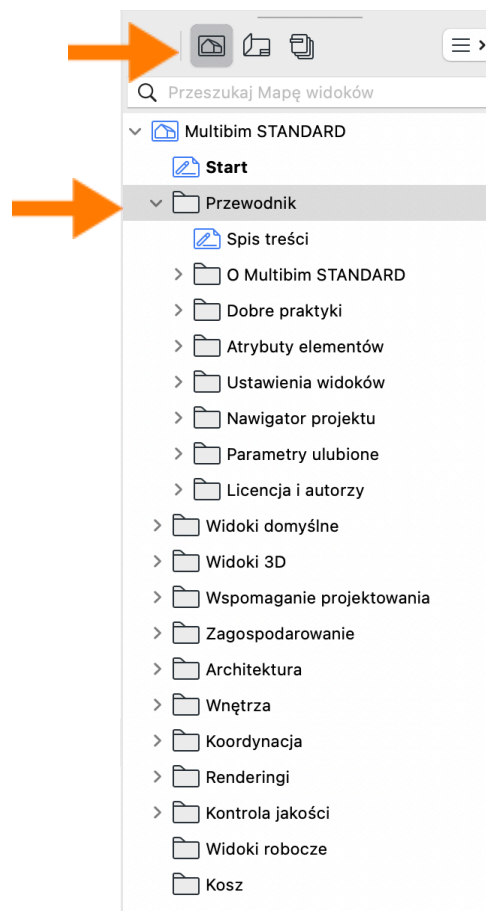 Przeszukaj Mapę widoków
Multibim STANDARD
Start
Przewodnik
Spis treści
O Multibim STANDARD
Dobre praktyki
Atrybuty elementów
Ustawienia widoków
Nawigator projektu
Parametry ulubione
Licencja i autorzy
Widoki domyślne
Widoki 3D
Wspomaganie projektowania
Zagospodarowanie
Architektura
Wnętrza
Koordynacja
Renderingi
Kontrola jakości
Widoki robocze
Kosz